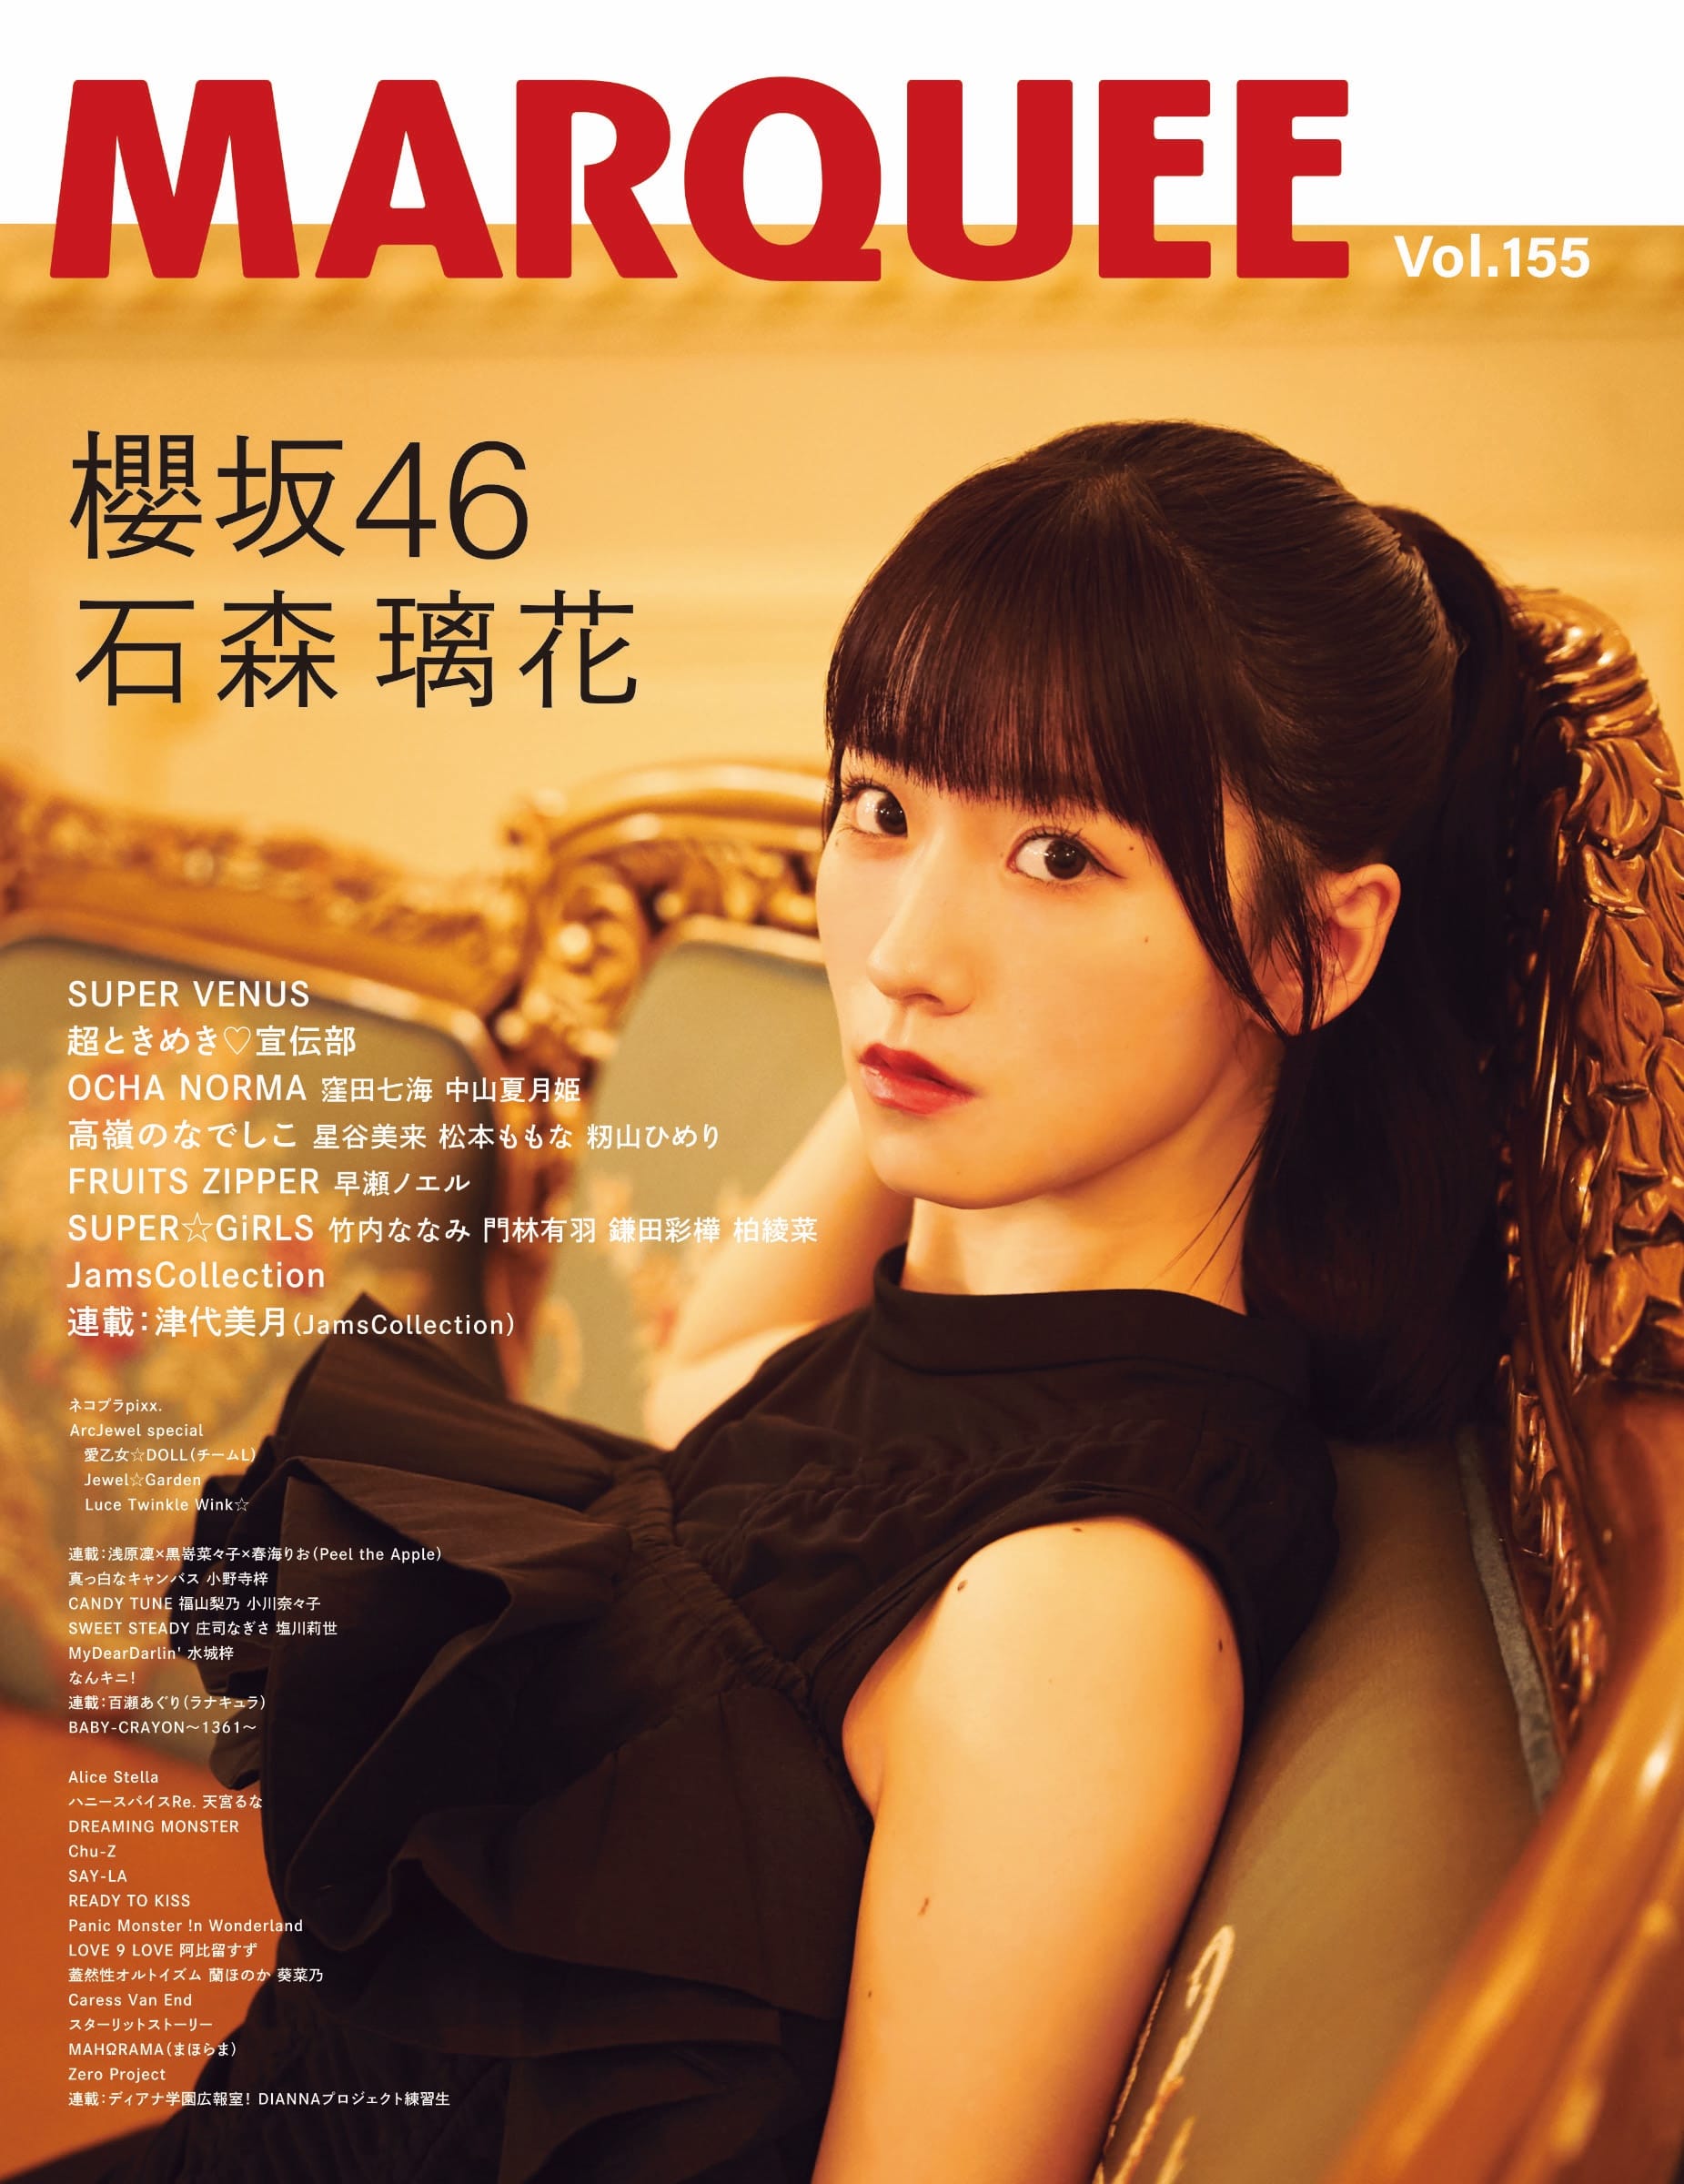 MARQUEE
Vol.155
櫻坂46
石森 璃花
SUPER VENUS
超ときめき♡宣伝部
OCHA NORMA 窪田七海 中山夏月姫
高嶺のなでしこ 星谷美来 松本ももな 籾山ひめり
FRUITS ZIPPER 早瀬ノエル
SUPER☆GiRLS 竹内ななみ 門林有羽 鎌田彩樺 柏綾菜
JamsCollection
連載：津代美月(JamsCollection)
ネコプラpixx.
ArcJewel special
愛乙女☆DOLL(チームL)
Jewel☆Garden
Luce Twinkle Wink☆
連載：浅原凜×黒嵜菜々子×春海りお(Peel the Apple)
真っ白なキャンバス 小野寺梓
CANDY TUNE 福山梨乃 小川奈々子
SWEET STEADY 庄司なぎさ 塩川莉世
MyDearDarlin' 水城梓
なんキニ！
連載：百瀬あぐり(ラナキュラ)
BABY-CRAYON～1361～
Alice Stella
ハニースパイスRe. 天宮るな
DREAMING MONSTER
Chu-Z
SAY-LA
READY TO KISS
Panic Monster !n Wonderland
LOVE 9 LOVE 阿比留すず
蓋然性オルトイズム 蘭ほのか 葵菜乃
Caress Van End
スターリットストーリー
MAHΩRAMA(まほらま)
Zero Project
連載：ディアナ学園広報室！ DIANNAプロジェクト練習生